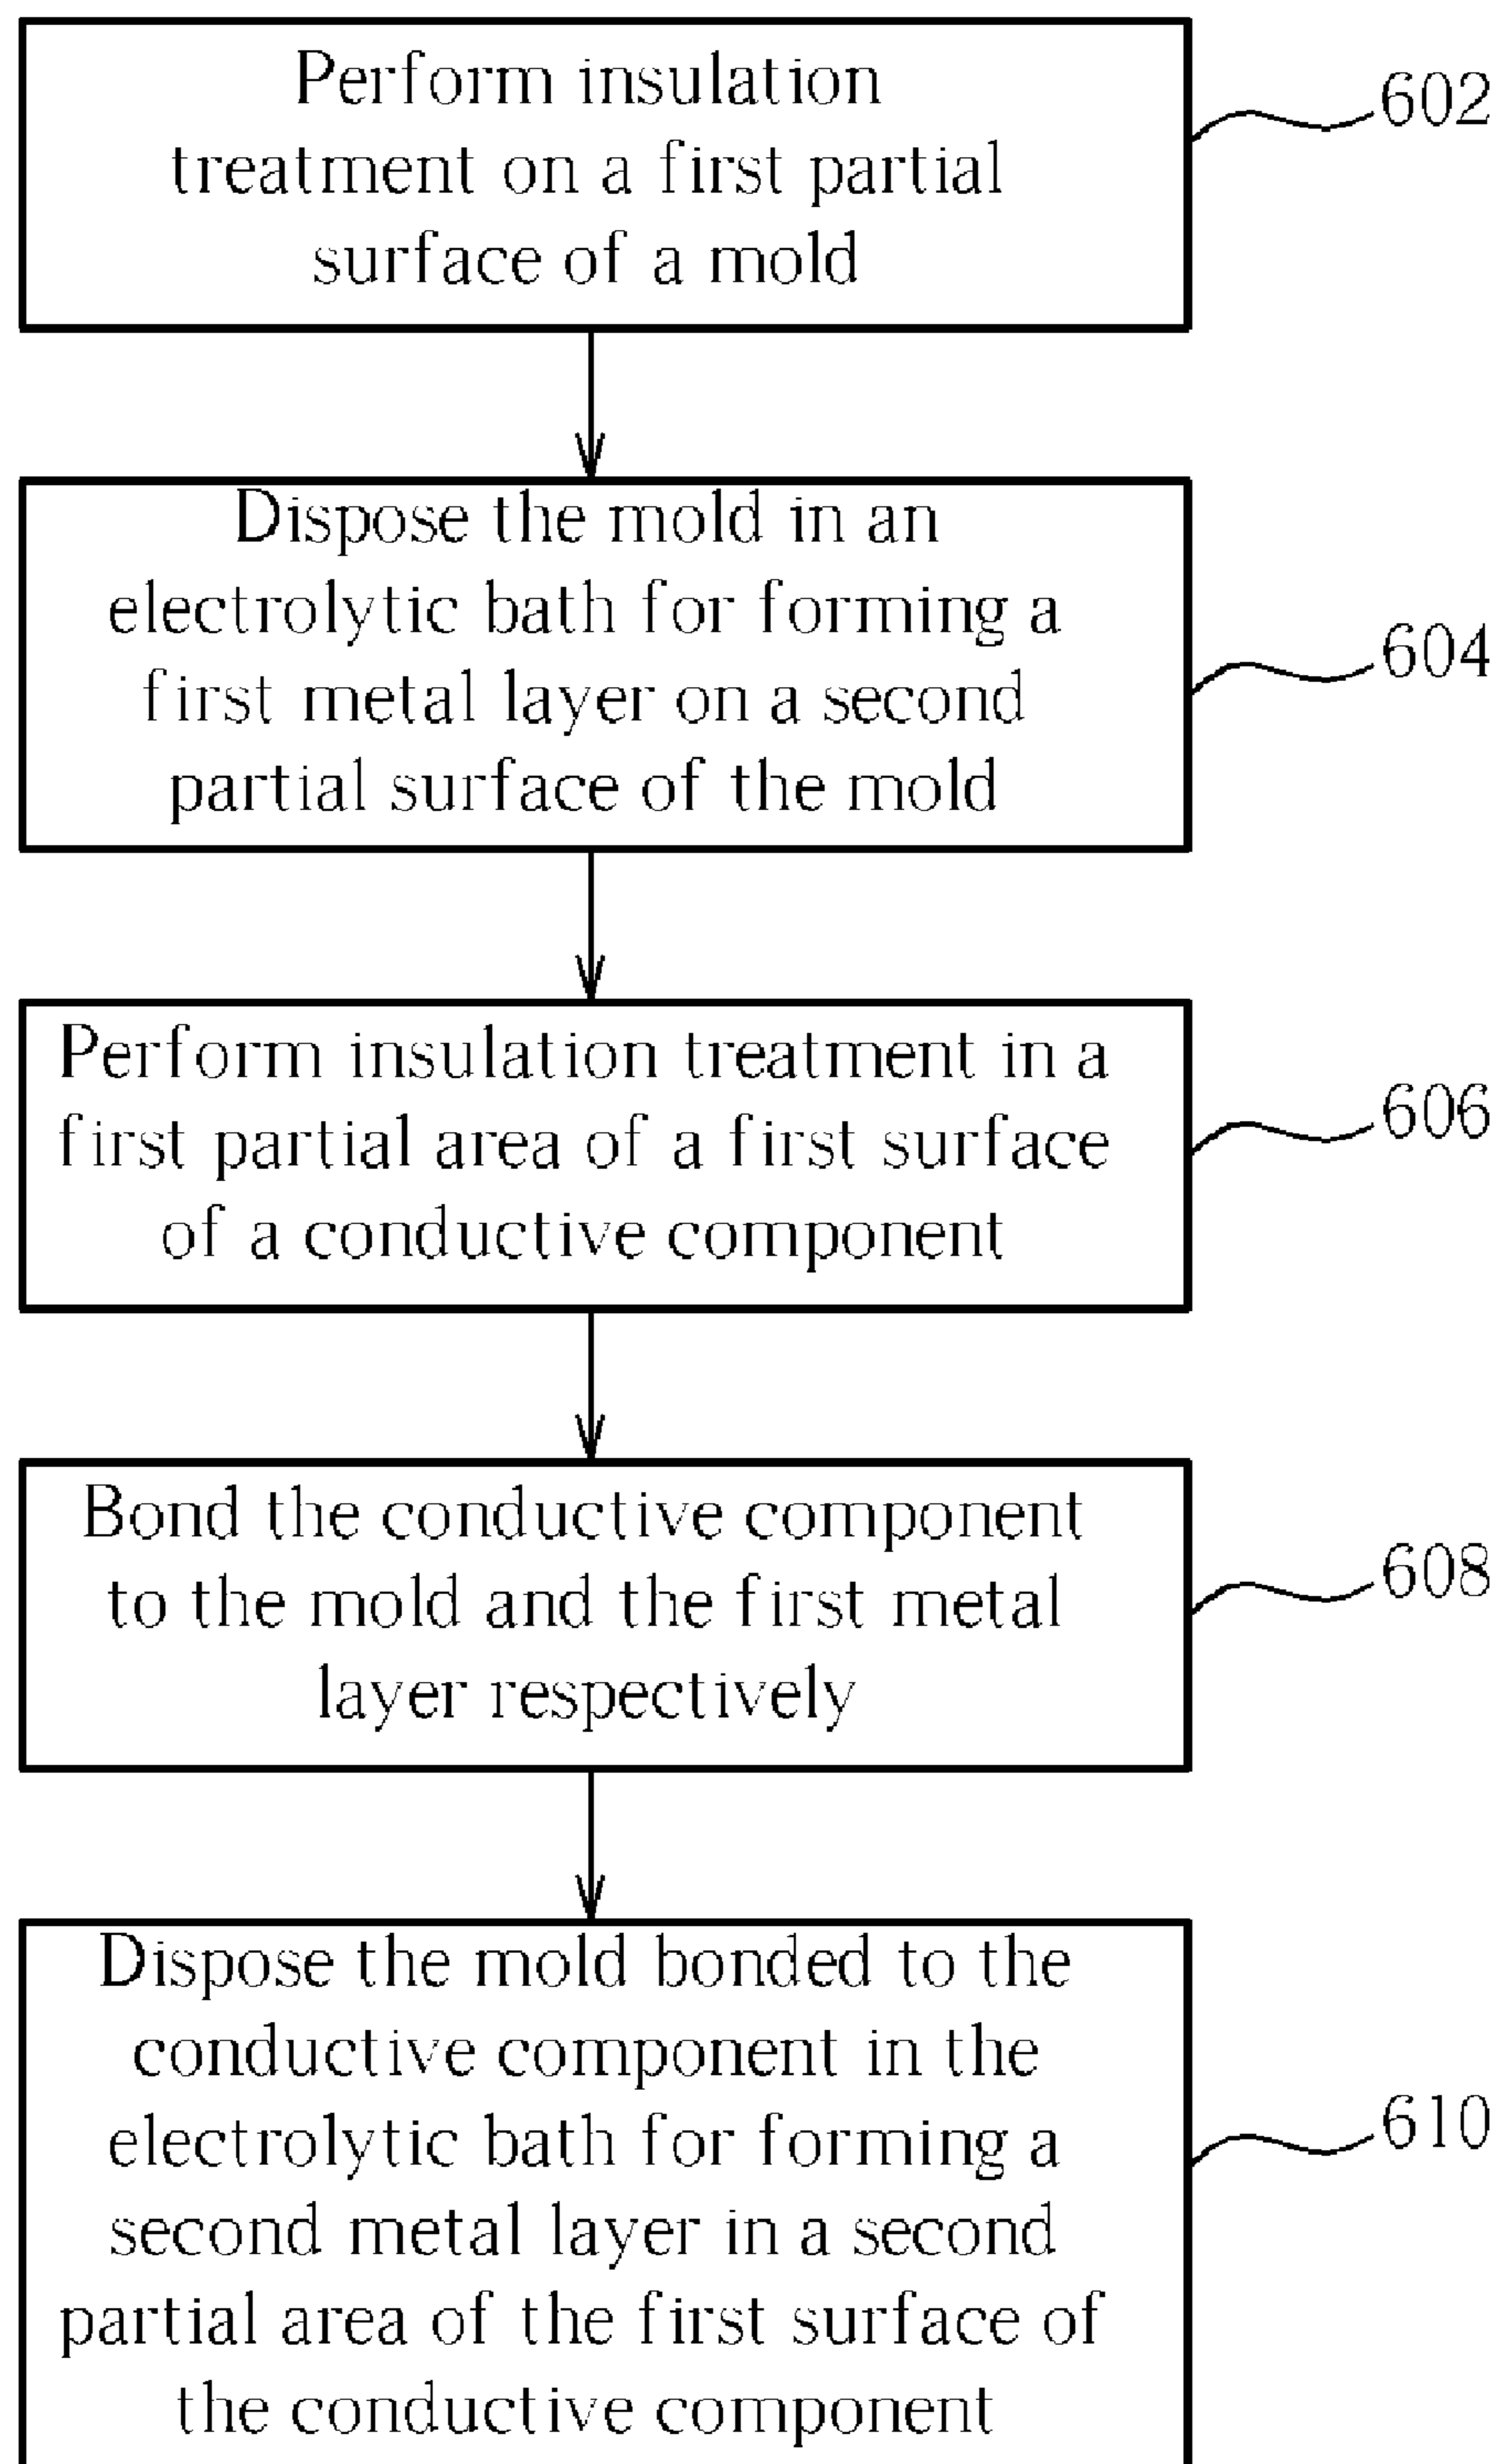 Perform insulation
treatment on a first partial
surface of a mold
602
Dispose the mold in an
electrolytic bath for forming a
first metal layer on a second
partial surface of the mold
604
Perform insulation treatment in a
first partial area of a first surface
of a conductive component
606
Bond the conductive component
to the mold and the first metal
layer respectively
608
Dispose the mold bonded to the
conductive component in the
electrolytic bath for forming a
second metal layer in a second
partial area of the first surface of
the conductive component
610